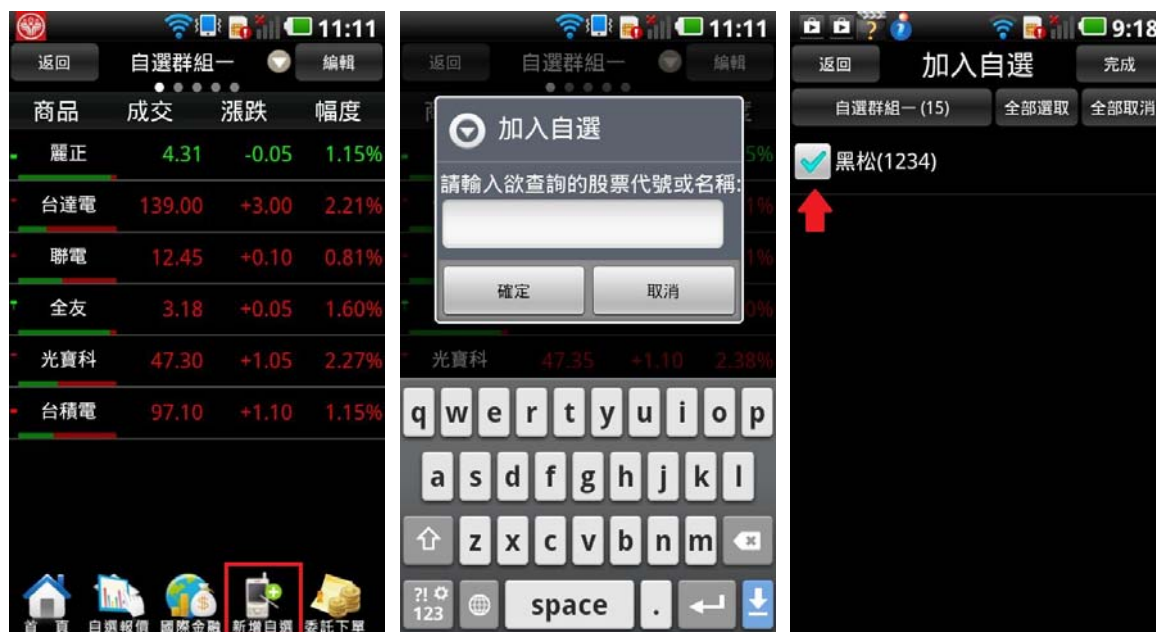 11:11
返回 自選群組一 編輯
商品 成交 漲跌 幅度
麗正 4.31 -0.05 1.15%
台達電 139.00 +3.00 2.21%
聯電 12.45 +0.10 0.81%
全友 3.18 +0.05 1.60%
光寶科 47.30 +1.05 2.27%
台積電 97.10 +1.10 1.15%
首 頁 自選報價 國際金融 新增自選 委託下單
11:11
返回 自選群組一 編輯
加入自選
請輸入欲查詢的股票代號或名稱:
確定 取消
光寶科 47.35 +1.10 2.38%
q w e r t y u i o p
a s d f g h j k l
z x c v b n m
?! 123 space .
9:18
返回 加入自選 完成
自選群組一 (15) 全部選取 全部取消
黑松(1234)